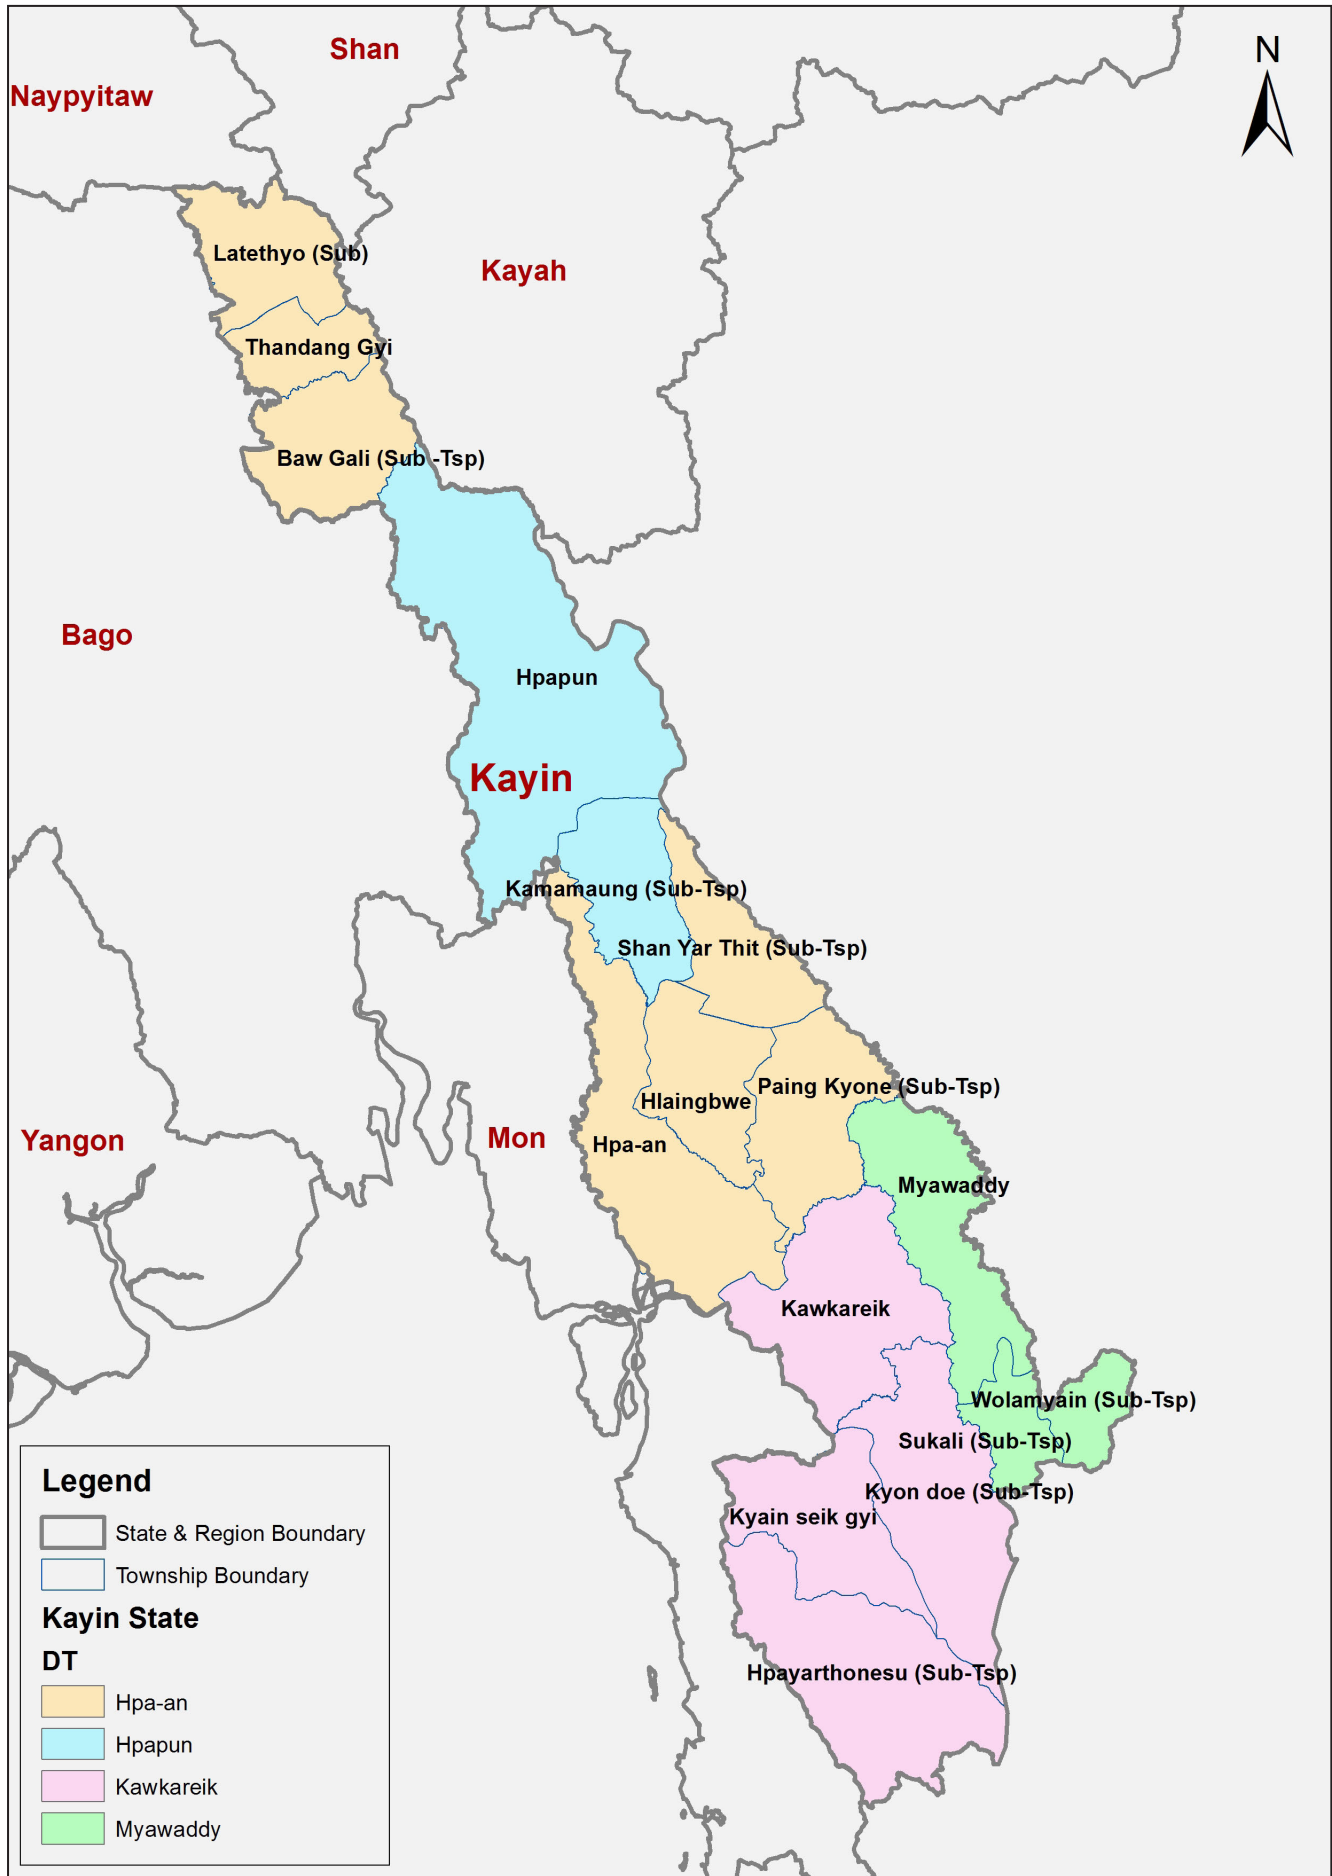 Shan
N
Naypyitaw
Latethyo (Sub)
Kayah
Thandang Gyi
Baw Gali (Sub -Tsp)
Bago
Hpapun
Kayin
Kamamaung (Sub-Tsp)
Shan Yar Thit (Sub-Tsp)
Paing Kyone (Sub-Tsp)
Hlaingbwe
Yangon
Mon
Hpa-an
Myawaddy
Kawkareik
Wolamyain (Sub-Tsp)
Sukali (Sub-Tsp)
Kyon doe (Sub-Tsp)
Kyain seik gyi
Hpayarthonesu (Sub-Tsp)
Legend
State & Region Boundary
Township Boundary
Kayin State
DT
Hpa-an
Hpapun
Kawkareik
Myawaddy